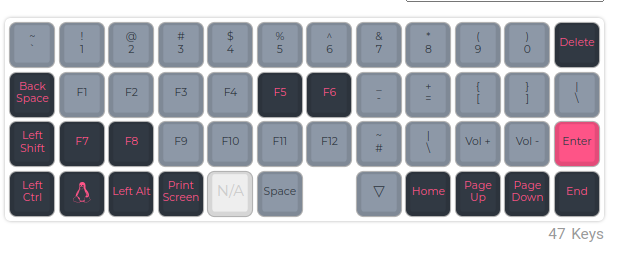 ~ ! @ # $ % ^ & * ( ) Delete
` 1 2 3 4 5 6 7 8 9 0
Back Space F1 F2 F3 F4 F5 F6 _ + { } |
- = [ ] \
Left Shift F7 F8 F9 F10 F11 F12 ~ | Vol + Vol - Enter
# \
Left Ctrl Left Alt Print Screen N/A Space ▽ Home Page Up Page Down End
47 Keys